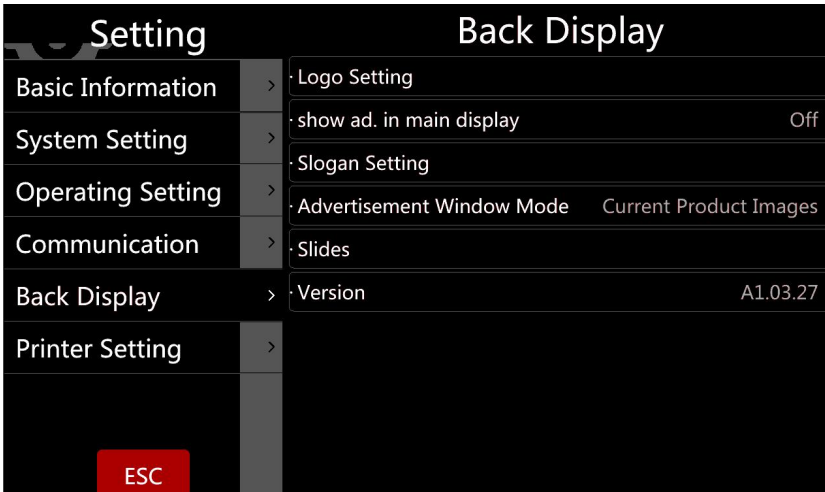 Setting
Basic Information >
System Setting >
Operating Setting >
Communication >
Back Display >
Printer Setting >
ESC
Back Display
· Logo Setting
· show ad. in main display Off
· Slogan Setting
· Advertisement Window Mode Current Product Images
· Slides
· Version A1.03.27